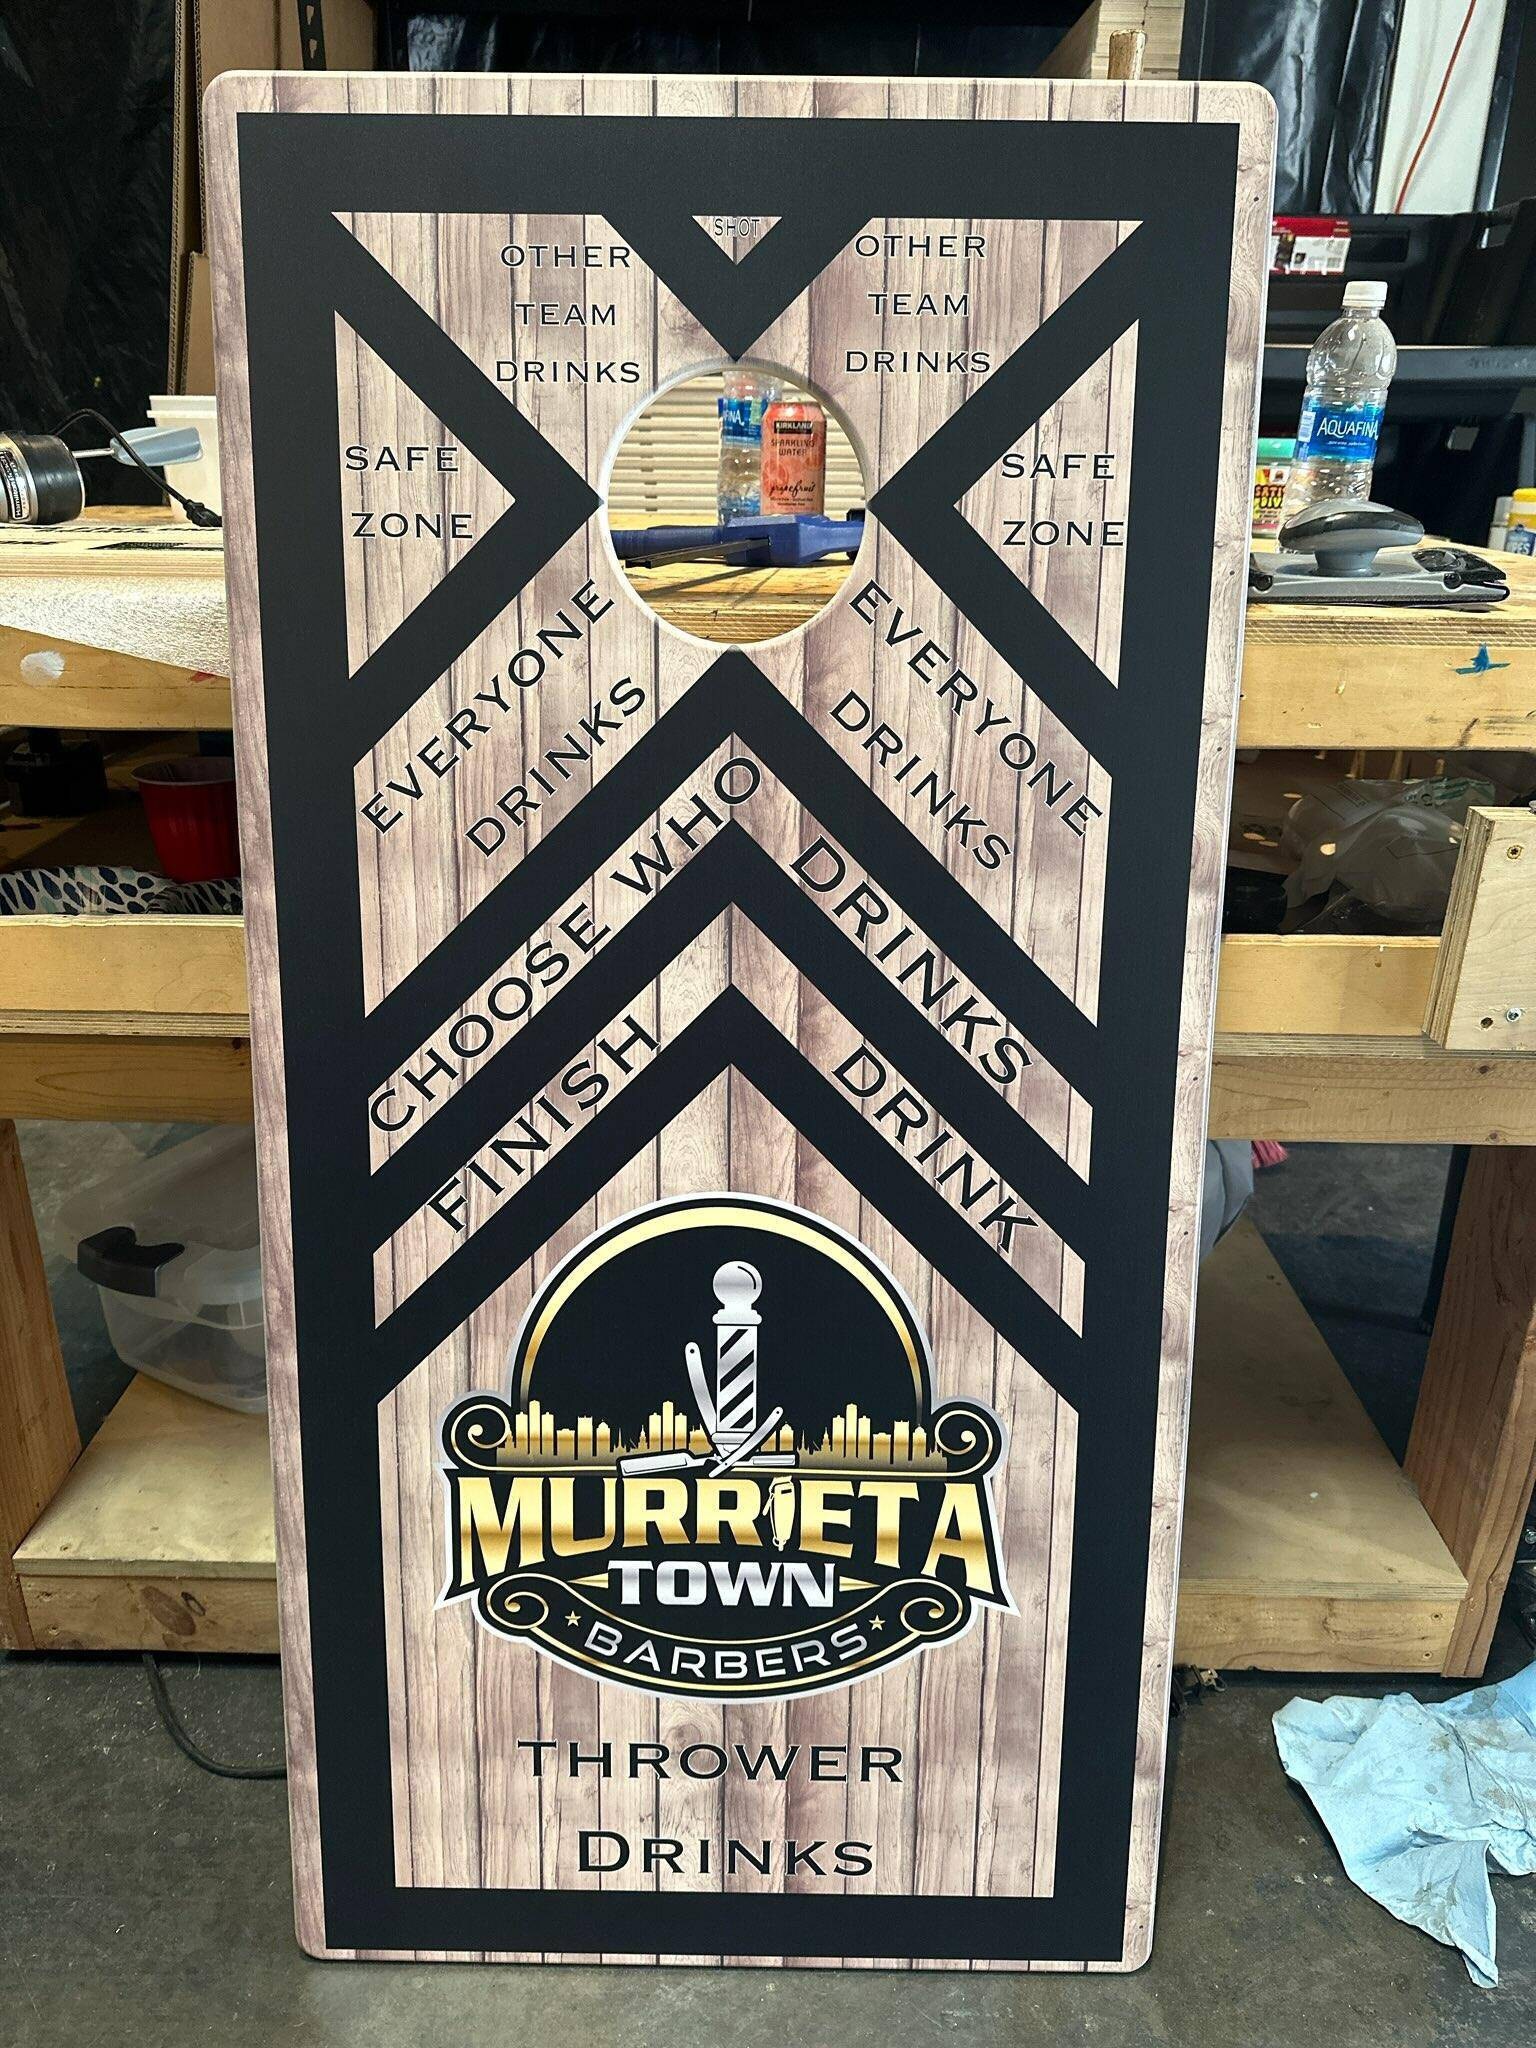 SHOT
OTHER
TEAM
DRINKS
OTHER
TEAM
DRINKS
SAFE
ZONE
KIRKLAND
SPARKLING
WATER
grapefruit
SAFE
ZONE
AQUAFINA
EVERYONE
DRINKS
EVERYONE
DRINKS
CHOOSE WHO DRINKS
FINISH DRINK
MURRIETA
TOWN
BARBERS
THROWER
DRINKS